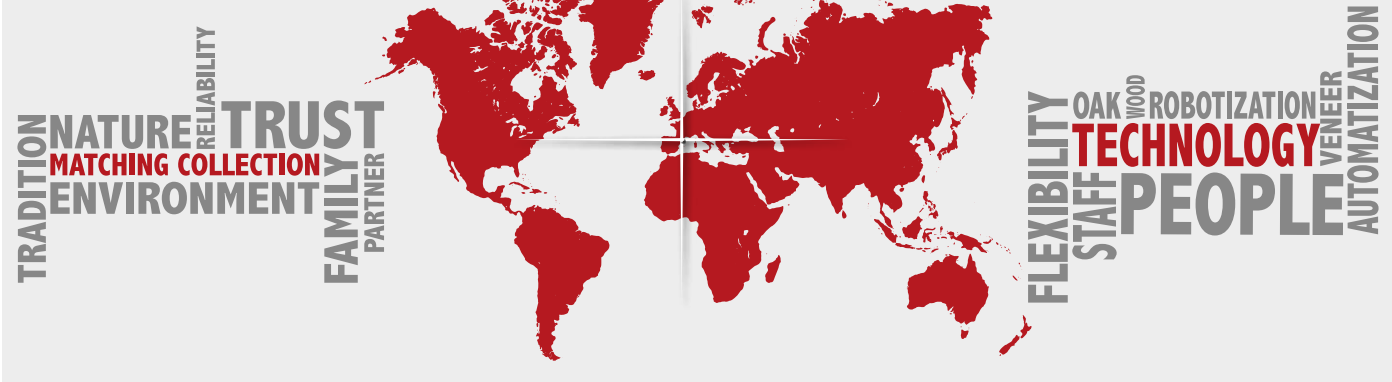 TRADITION
NATURE
RELIABILITY
TRUST
MATCHING COLLECTION
ENVIRONMENT
FAMILY
PARTNER
FLEXIBILITY
OAK
WOOD
ROBOTIZATION
TECHNOLOGY
STAFF
PEOPLE
VENEER
AUTOMATIZATION